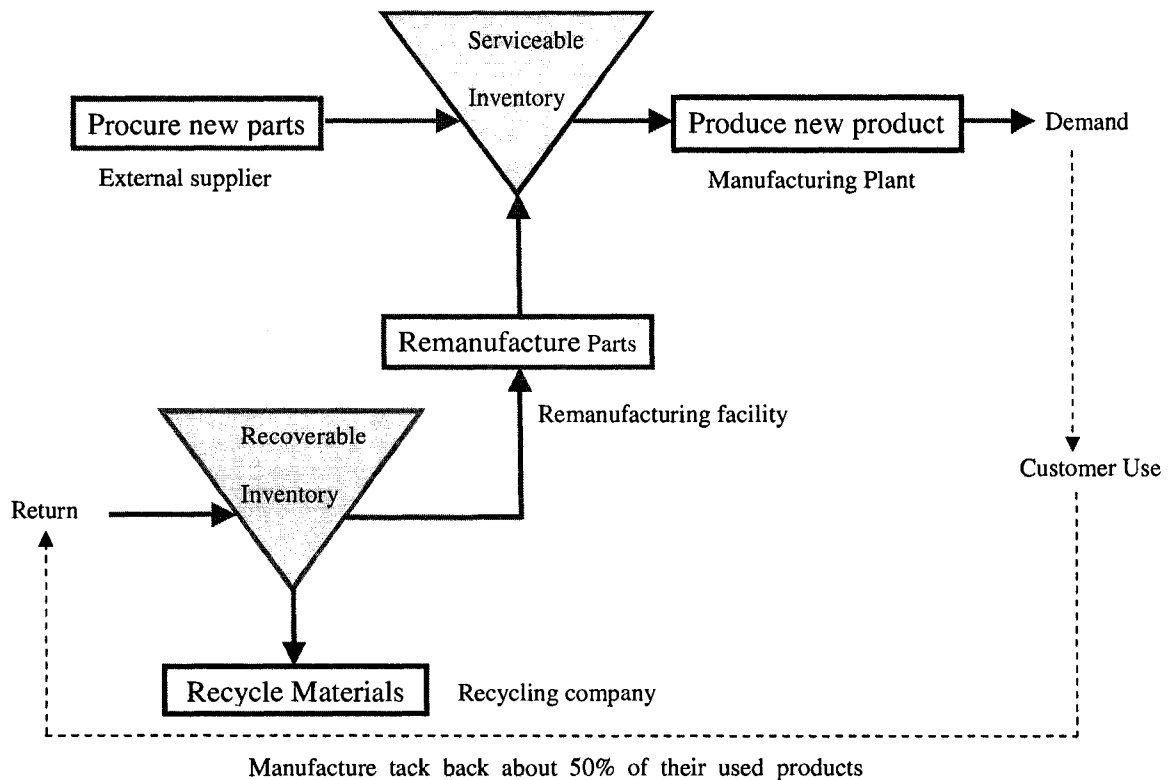 Serviceable
Inventory
Procure new parts
Produce new product
Demand
External supplier
Manufacturing Plant
Remanufacture Parts
Remanufacturing facility
Recoverable
Customer Use
Inventory
Return
Recycle Materials
Recycling company
Manufacture tack back about 50% of their used products